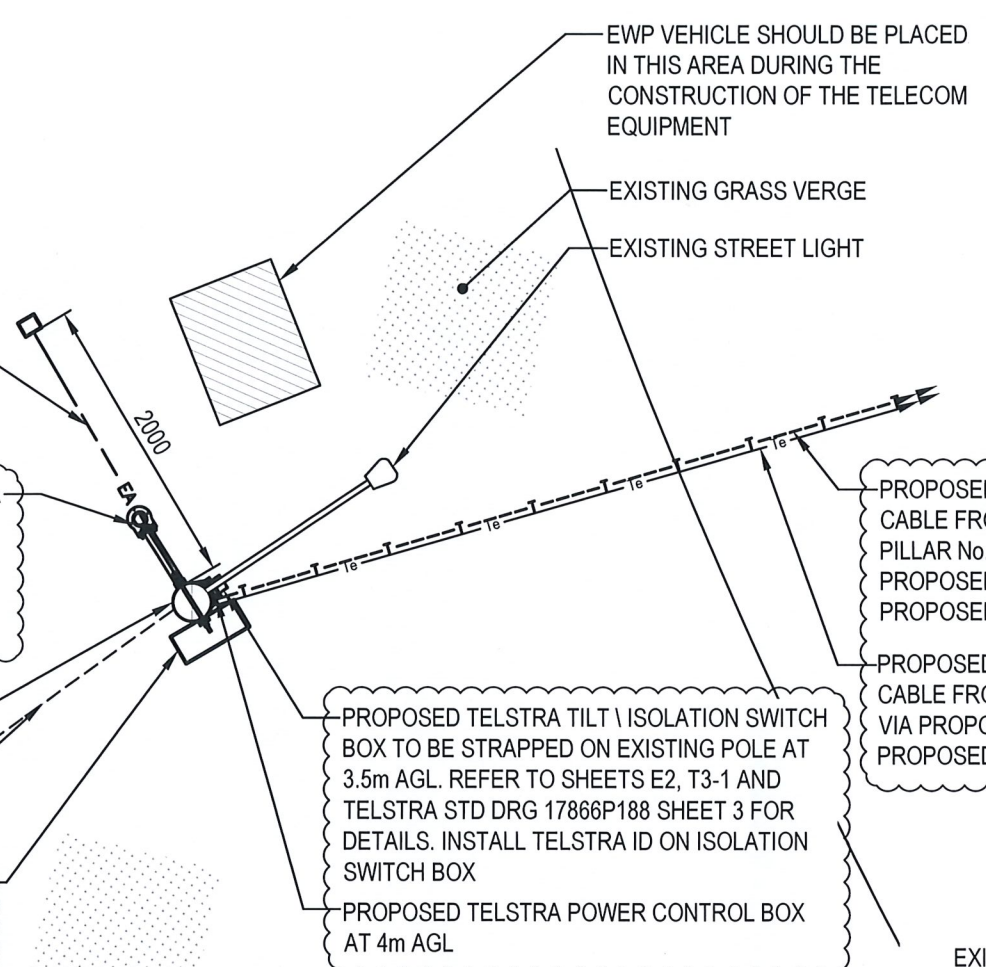 EWP VEHICLE SHOULD BE PLACED
IN THIS AREA DURING THE
CONSTRUCTION OF THE TELECOM
EQUIPMENT
EXISTING GRASS VERGE
EXISTING STREET LIGHT
2000
EA
T T T T T T T T T T
Te Te Te Te
PROPOSED
CABLE
PILLAR No
PROPOSED
PROPOSED
PROPOSED
CABLE
VIA
PROPOSED
PROPOSED TELSTRA TILT \ ISOLATION SWITCH
BOX TO BE STRAPPED ON EXISTING POLE AT
3.5m AGL. REFER TO SHEETS E2, T3-1 AND
TELSTRA STD DRG 17866P188 SHEET 3 FOR
DETAILS. INSTALL TELSTRA ID ON ISOLATION
SWITCH BOX
PROPOSED TELSTRA POWER CONTROL BOX
AT 4m AGL
EXI